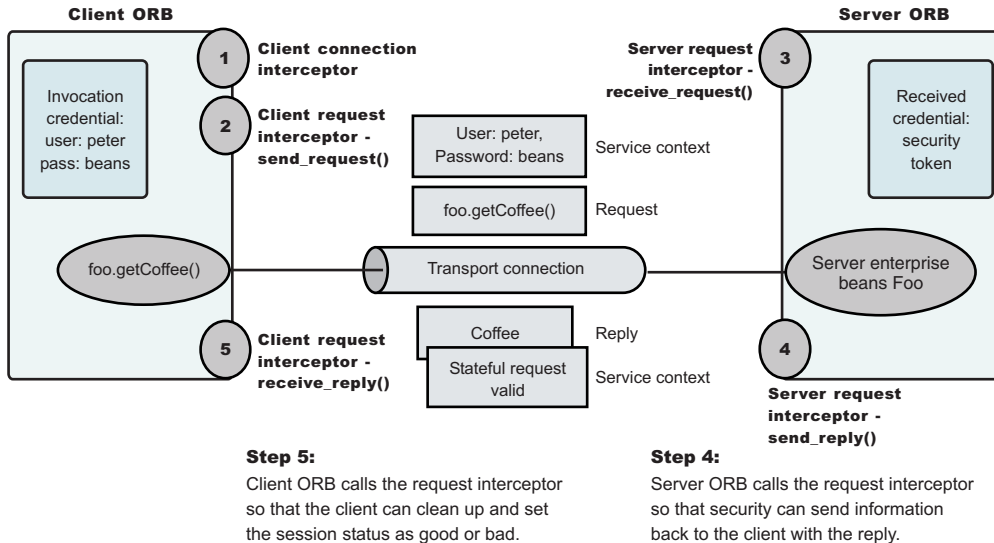 Client ORB
Server ORB
1
Client connection
interceptor
Invocation
credential:
user: peter
pass: beans
2
Client request
interceptor -
send_request()
User: peter,
Password: beans
Service context
foo.getCoffee()
Request
Server request
interceptor -
receive_request()
3
Received
credential:
security
token
foo.getCoffee()
Transport connection
Server enterprise
beans Foo
5
Client request
interceptor -
receive_reply()
Coffee
Reply
Stateful request
valid
Service context
4
Server request
interceptor -
send_reply()
Step 5:
Client ORB calls the request interceptor
so that the client can clean up and set
the session status as good or bad.
Step 4:
Server ORB calls the request interceptor
so that security can send information
back to the client with the reply.